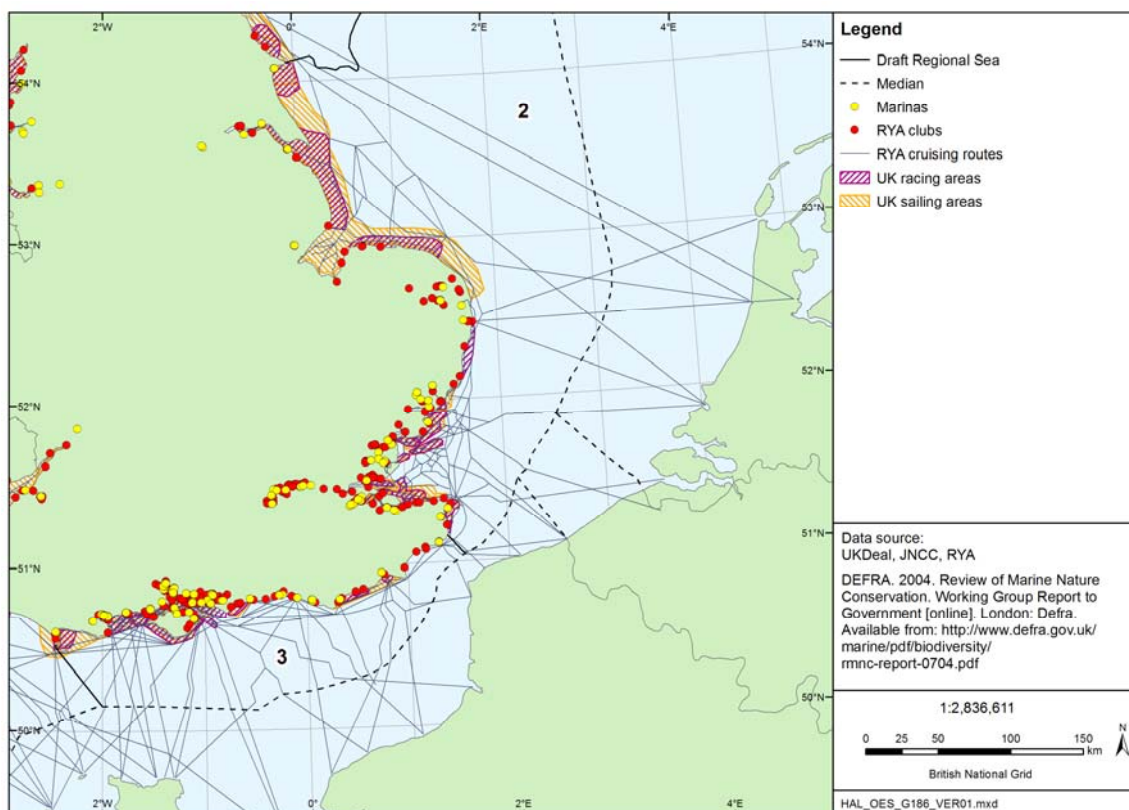 2°W
0°
2°E
4°E
54°N
54°N
2
53°N
53°N
52°N
52°N
51°N
51°N
3
50°N
50°N
2°W
0°
2°E
4°E
Legend
Draft Regional Sea
Median
Marinas
RYA clubs
RYA cruising routes
UK racing areas
UK sailing areas
Data source:
UKDeal, JNCC, RYA
DEFRA. 2004. Review of Marine Nature
Conservation. Working Group Report to
Government [online]. London: Defra.
Available from: http://www.defra.gov.uk/
marine/pdf/biodiversity/
rmnc-report-0704.pdf
1:2,836,611
N
0 25 50 100 150
km
British National Grid
HAL_OES_G186_VER01.mxd